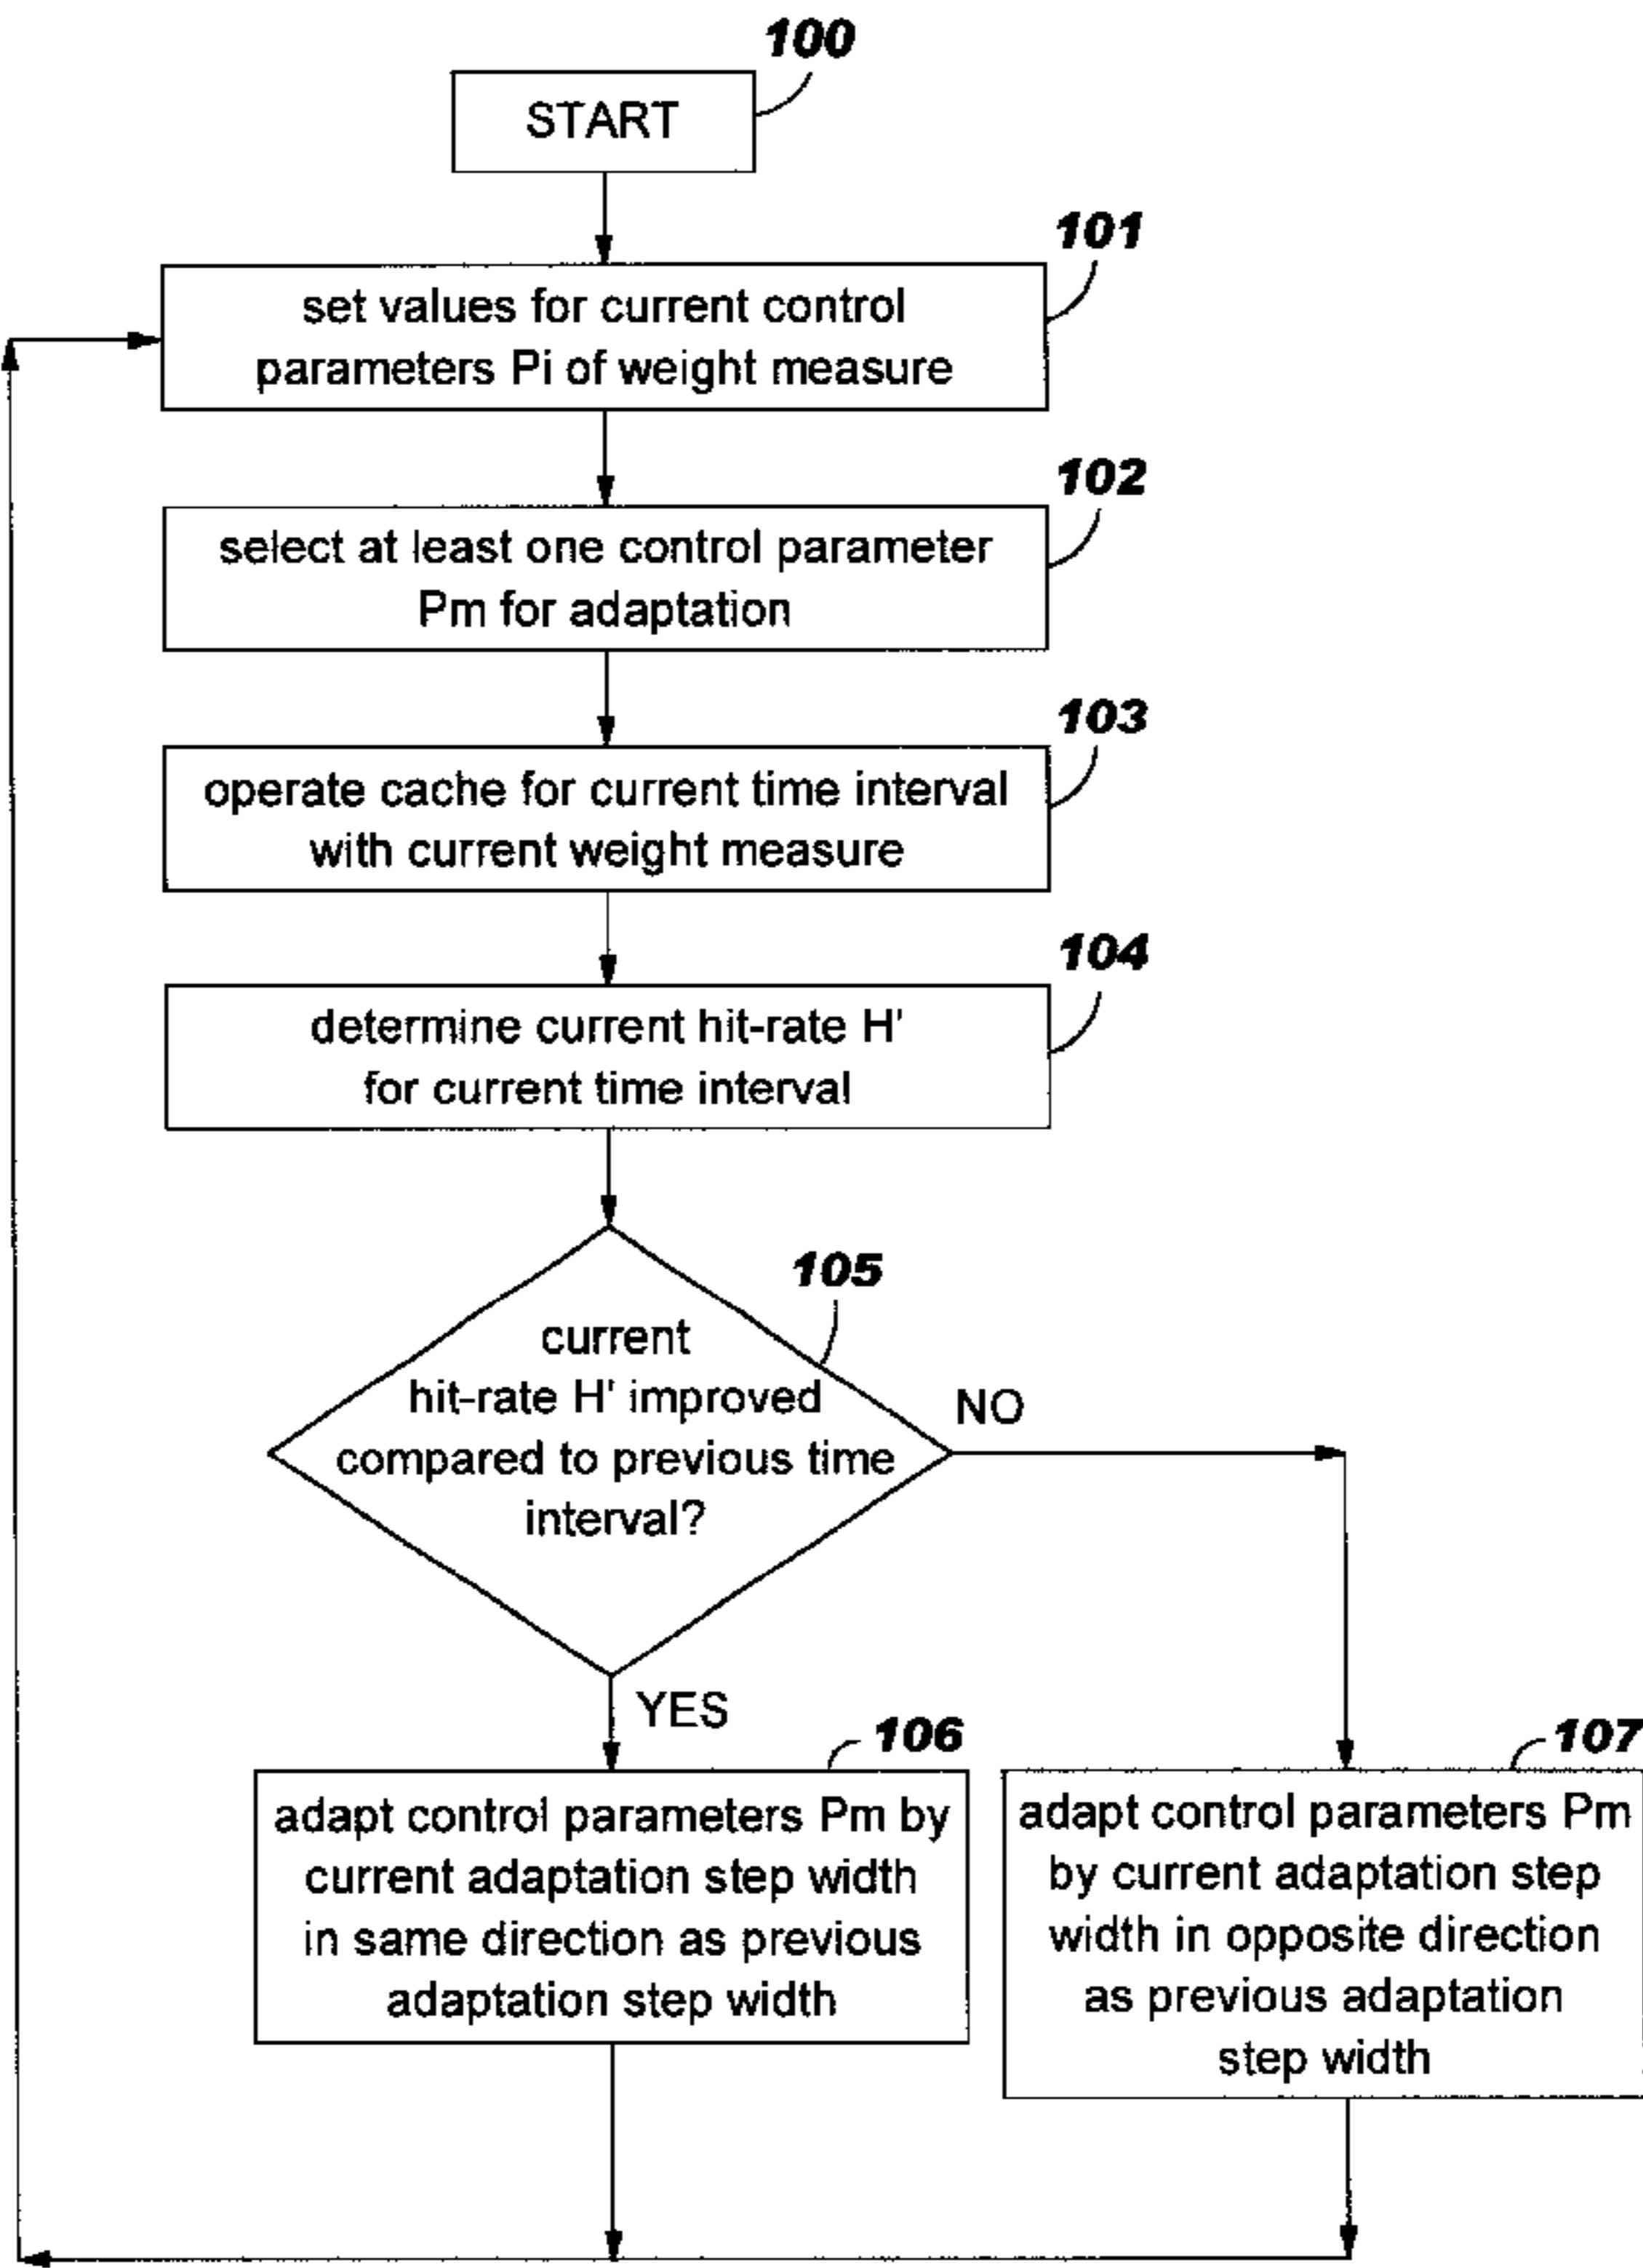 100
START
101
set values for current control
parameters Pi of weight measure
102
select at least one control parameter
Pm for adaptation
103
operate cache for current time interval
with current weight measure
104
determine current hit-rate H'
for current time interval
105
current
hit-rate H' improved
compared to previous time
interval?
NO
YES
106
adapt control parameters Pm by
current adaptation step width
in same direction as previous
adaptation step width
107
adapt control parameters Pm
by current adaptation step
width in opposite direction
as previous adaptation
step width